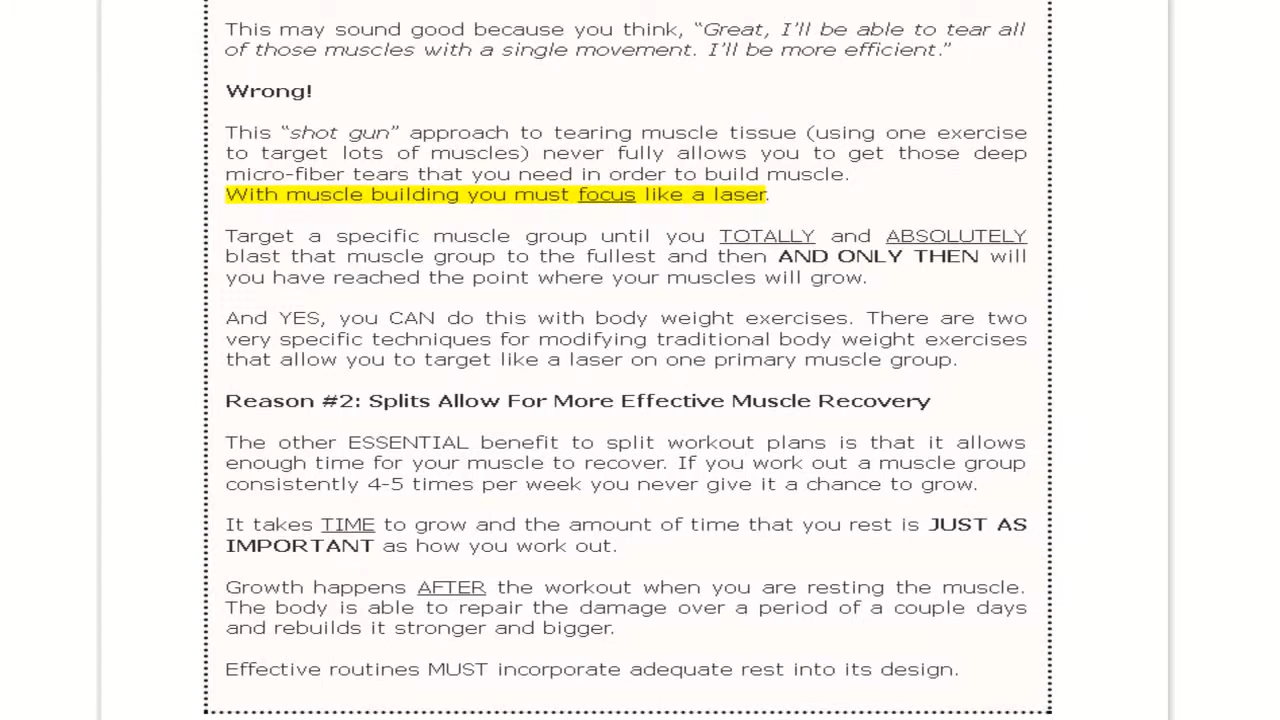 This may sound good because you think, “Great, I’ll be able to tear all
of those muscles with a single movement. I’ll be more efficient.”
Wrong!
This “shot gun” approach to tearing muscle tissue (using one exercise
to target lots of muscles) never fully allows you to get those deep
micro-fiber tears that you need in order to build muscle.
With muscle building you must focus like a laser.
Target a specific muscle group until you TOTALLY and ABSOLUTELY
blast that muscle group to the fullest and then AND ONLY THEN will
you have reached the point where your muscles will grow.
And YES, you CAN do this with body weight exercises. There are two
very specific techniques for modifying traditional body weight exercises
that allow you to target like a laser on one primary muscle group.
Reason #2: Splits Allow For More Effective Muscle Recovery
The other ESSENTIAL benefit to split workout plans is that it allows
enough time for your muscle to recover. If you work out a muscle group
consistently 4-5 times per week you never give it a chance to grow.
It takes TIME to grow and the amount of time that you rest is JUST AS
IMPORTANT as how you work out.
Growth happens AFTER the workout when you are resting the muscle.
The body is able to repair the damage over a period of a couple days
and rebuilds it stronger and bigger.
Effective routines MUST incorporate adequate rest into its design.